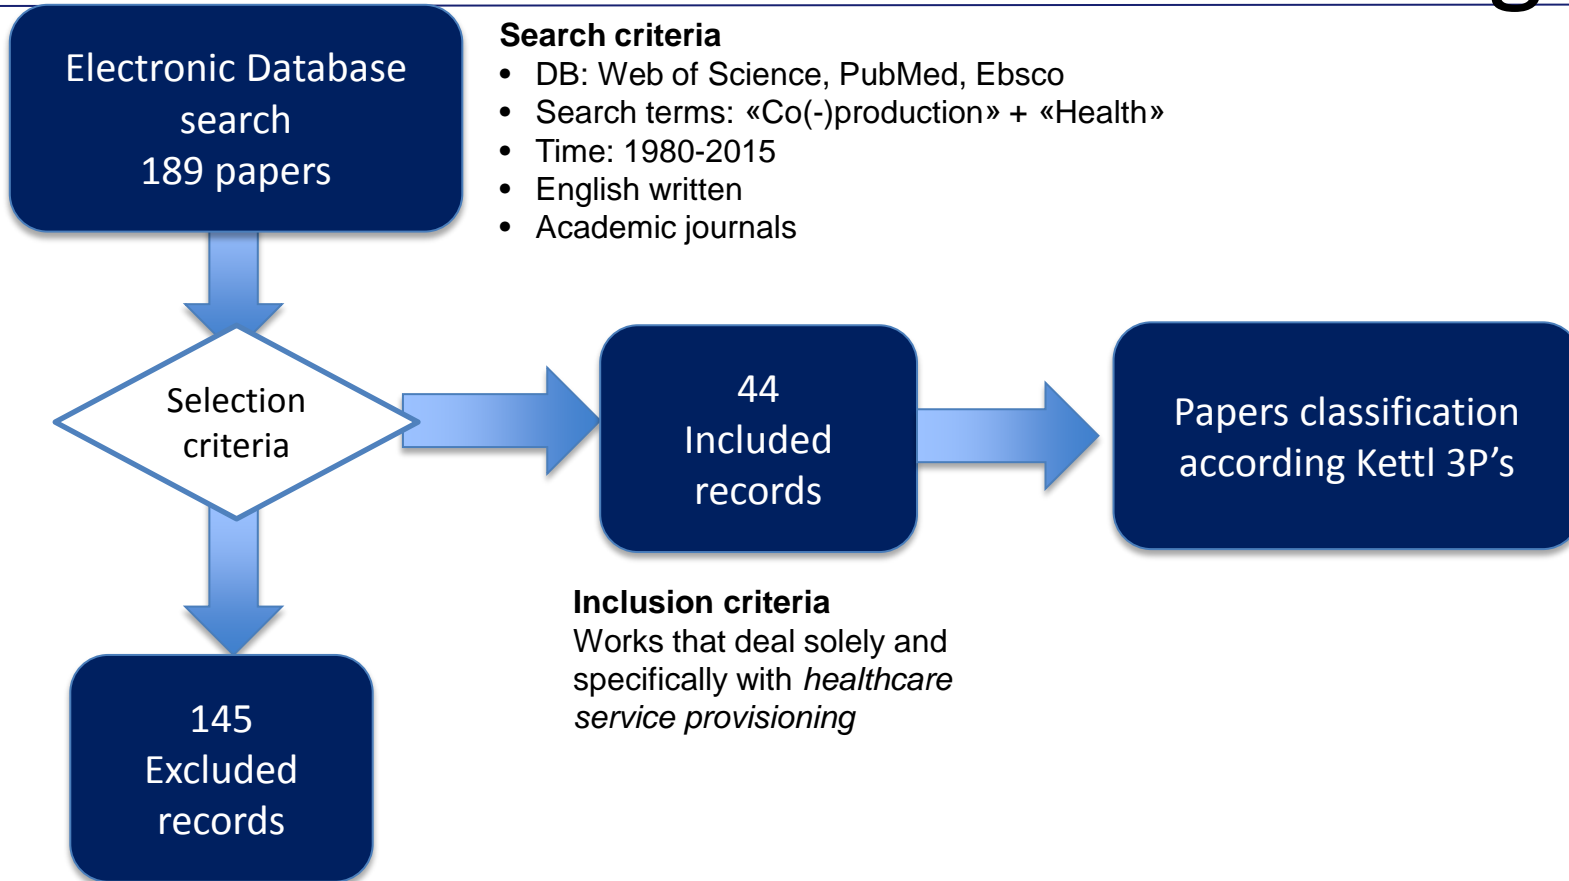 Electronic Database
search
189 papers
Search criteria
• DB: Web of Science, PubMed, Ebsco
• Search terms: «Co(-)production» + «Health»
• Time: 1980-2015
• English written
• Academic journals
Selection
criteria
44
Included
records
Papers classification
according Kettl 3P’s
Inclusion criteria
Works that deal solely and
specifically with healthcare
service provisioning
145
Excluded
records